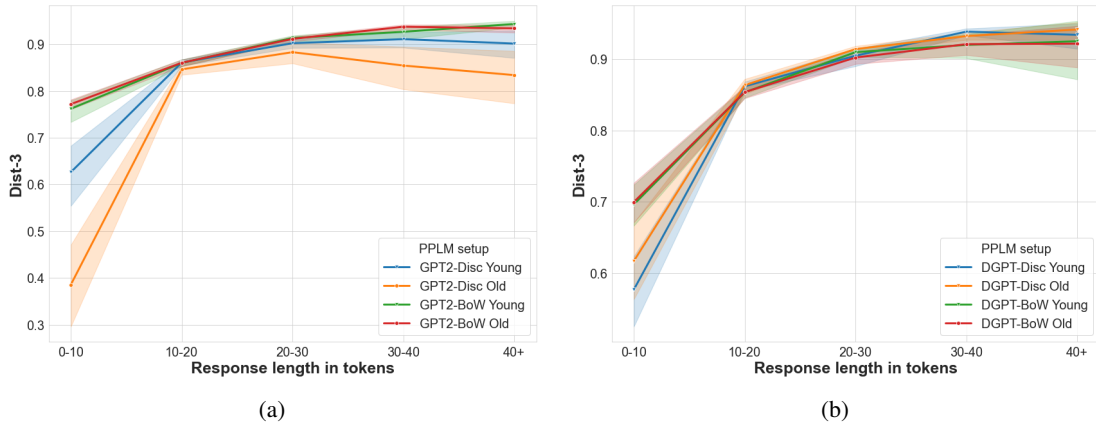 0.9
0.8
0.7
0.6
0.5
0.4
0.3
Dist-3
0-10 10-20 20-30 30-40 40+
Response length in tokens
PPLM setup
GPT2-Disc Young
GPT2-Disc Old
GPT2-BoW Young
GPT2-BoW Old
(a)
0.9
0.8
0.7
0.6
Dist-3
0-10 10-20 20-30 30-40 40+
Response length in tokens
PPLM setup
DGPT-Disc Young
DGPT-Disc Old
DGPT-BoW Young
DGPT-BoW Old
(b)